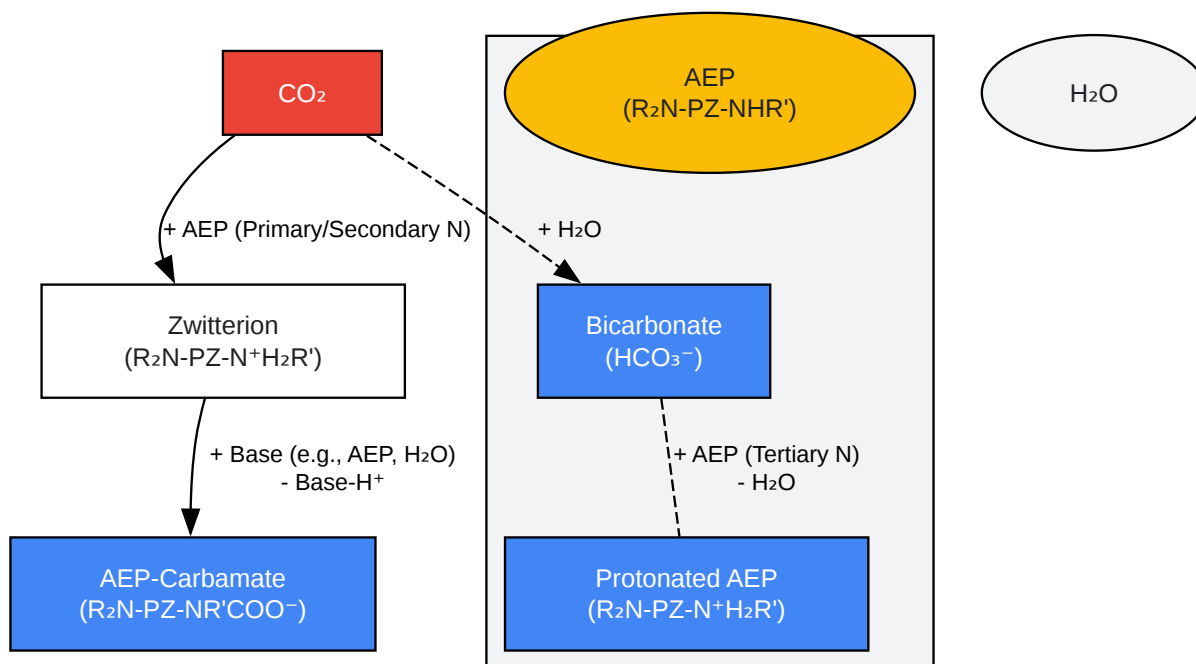 CO₂
AEP
(R₂N-PZ-NHR')
H₂O
+ AEP (Primary/Secondary N)
+ H₂O
Zwitterion
(R₂N-PZ-N⁺H₂R')
Bicarbonate
(HCO₃⁻)
+ Base (e.g., AEP, H₂O)
- Base-H⁺
+ AEP (Tertiary N)
- H₂O
AEP-Carbamate
(R₂N-PZ-NR'COO⁻)
Protonated AEP
(R₂N-PZ-N⁺H₂R')